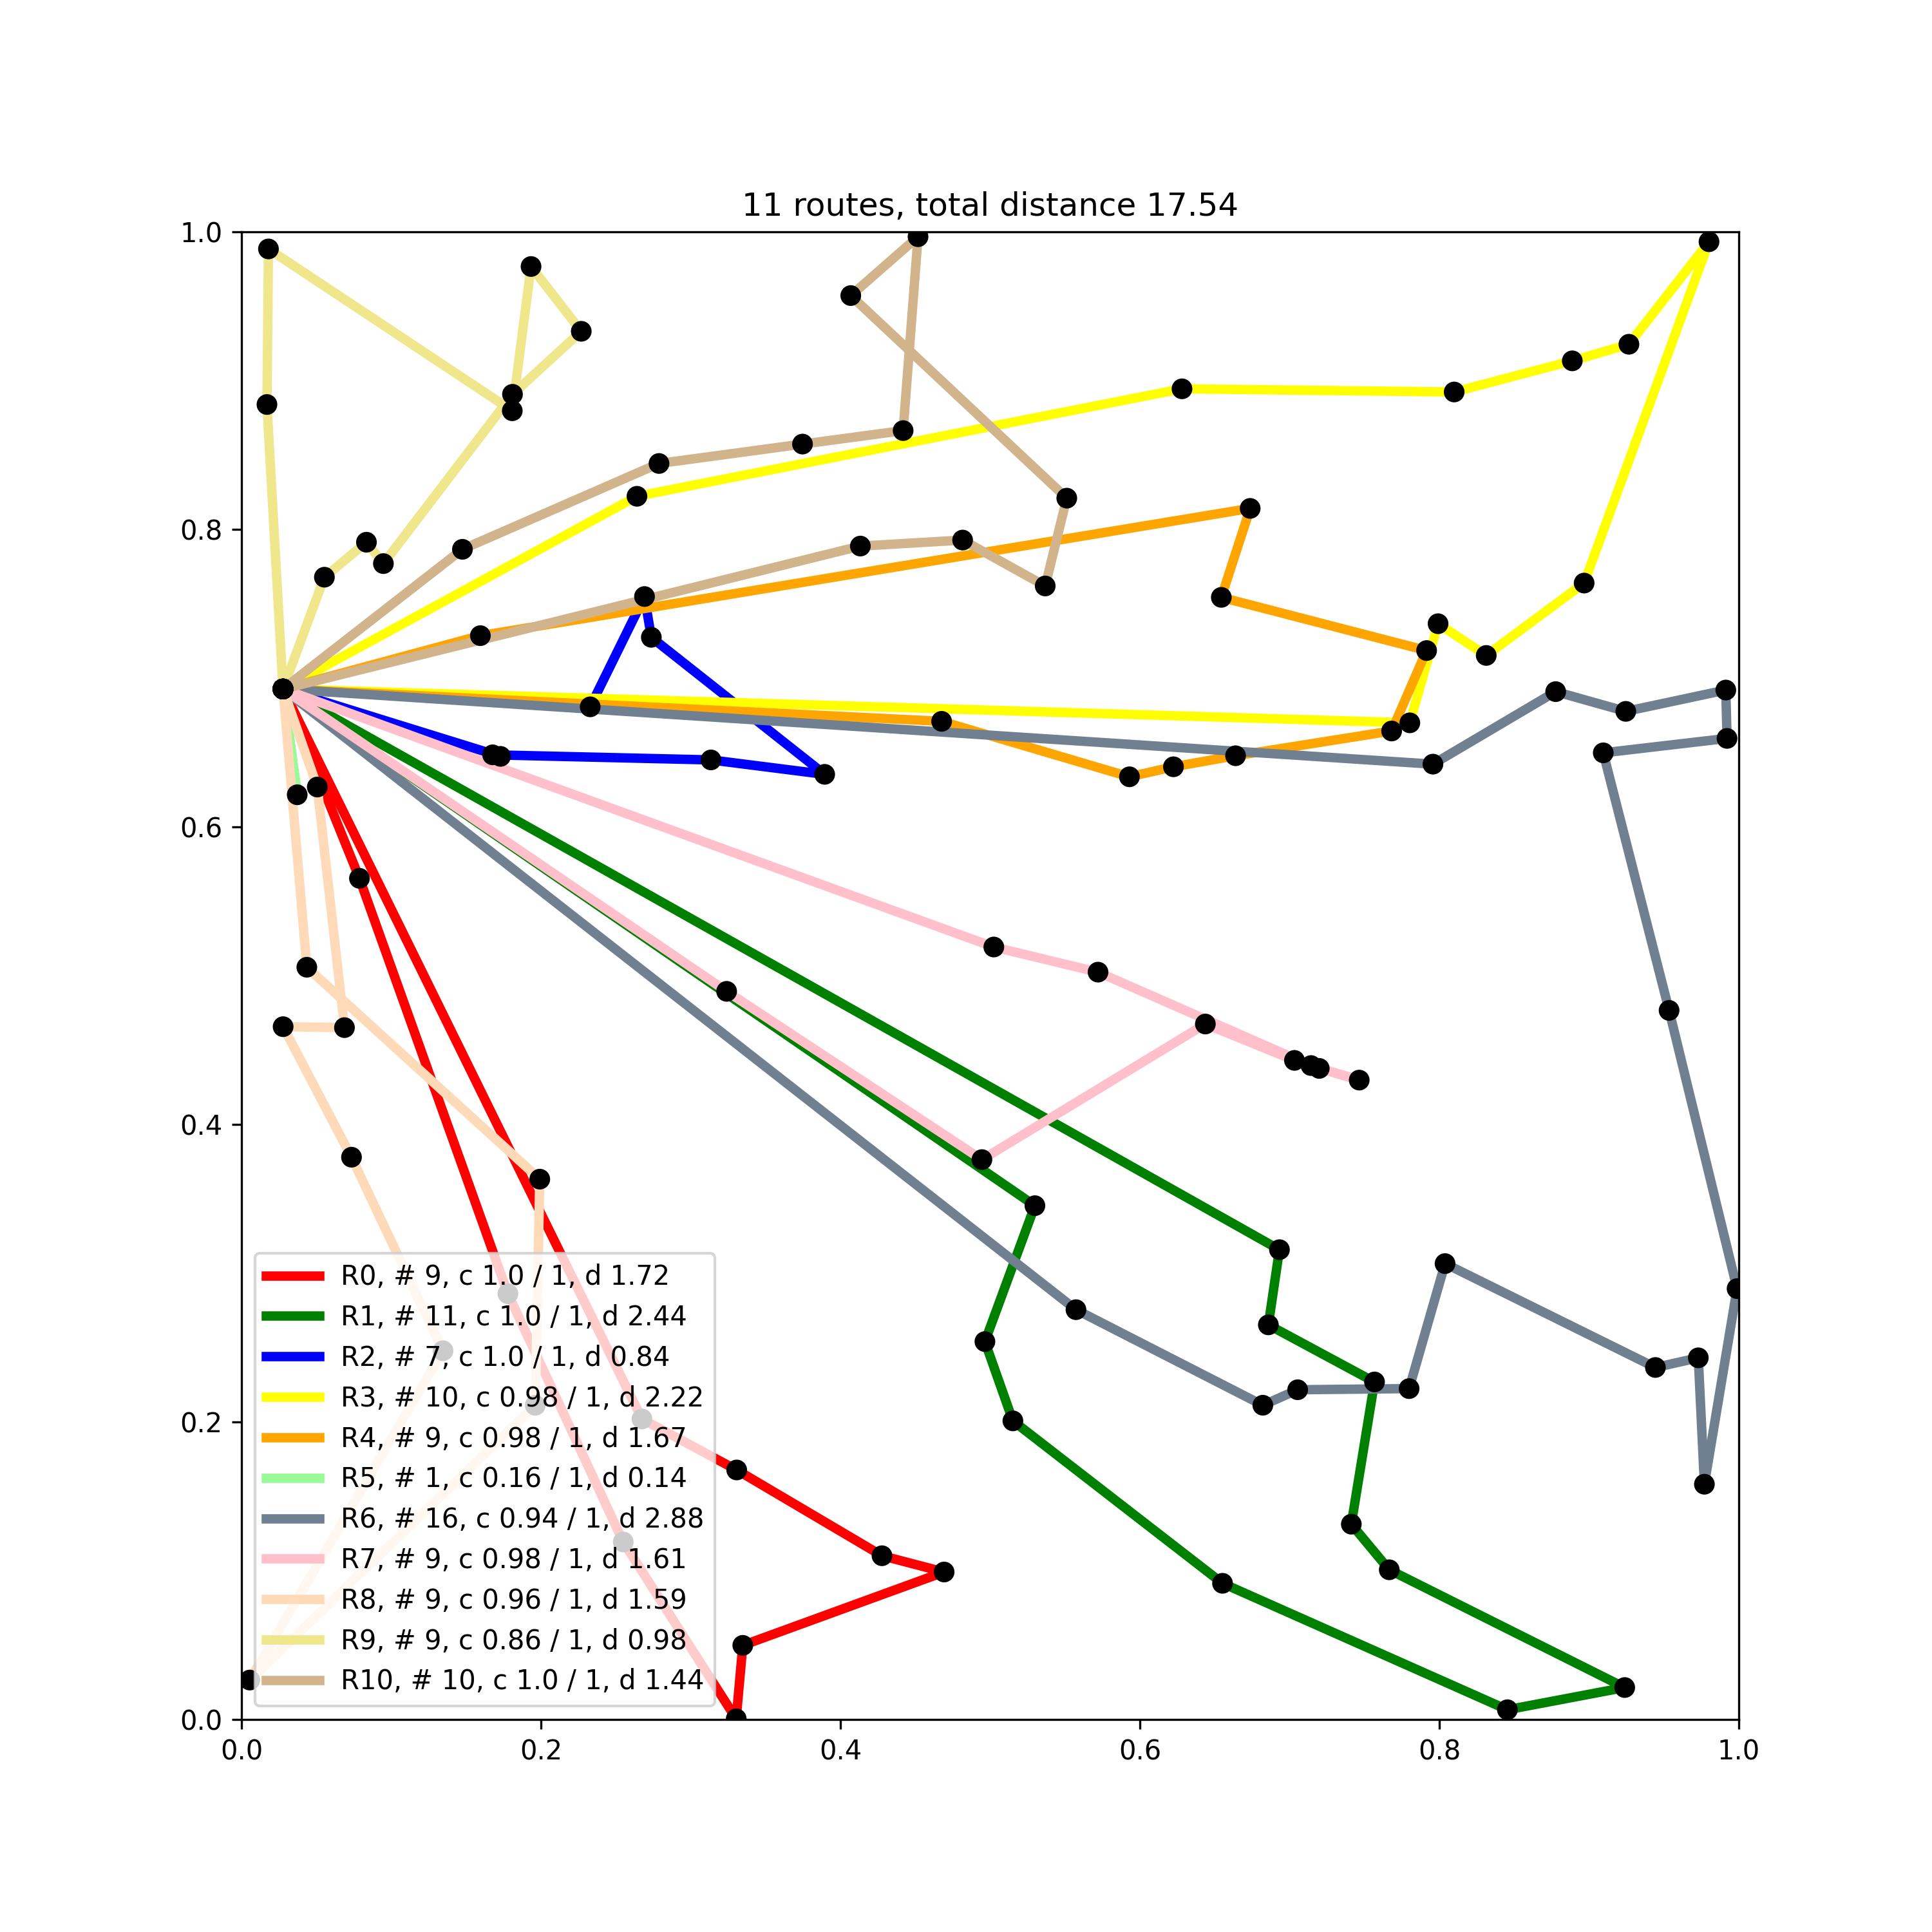 11 routes, total distance 17.54
1.0
0.8
0.6
0.4
0.2
0.0
R0, # 9, c 1.0 / 1, d 1.72
R1, # 11, c 1.0 / 1, d 2.44
R2, # 7, c 1.0 / 1, d 0.84
R3, # 10, c 0.98 / 1, d 2.22
R4, # 9, c 0.98 / 1, d 1.67
R5, # 1, c 0.16 / 1, d 0.14
R6, # 16, c 0.94 / 1, d 2.88
R7, # 9, c 0.98 / 1, d 1.61
R8, # 9, c 0.96 / 1, d 1.59
R9, # 9, c 0.86 / 1, d 0.98
R10, # 10, c 1.0 / 1, d 1.44
0.0 0.2 0.4 0.6 0.8 1.0